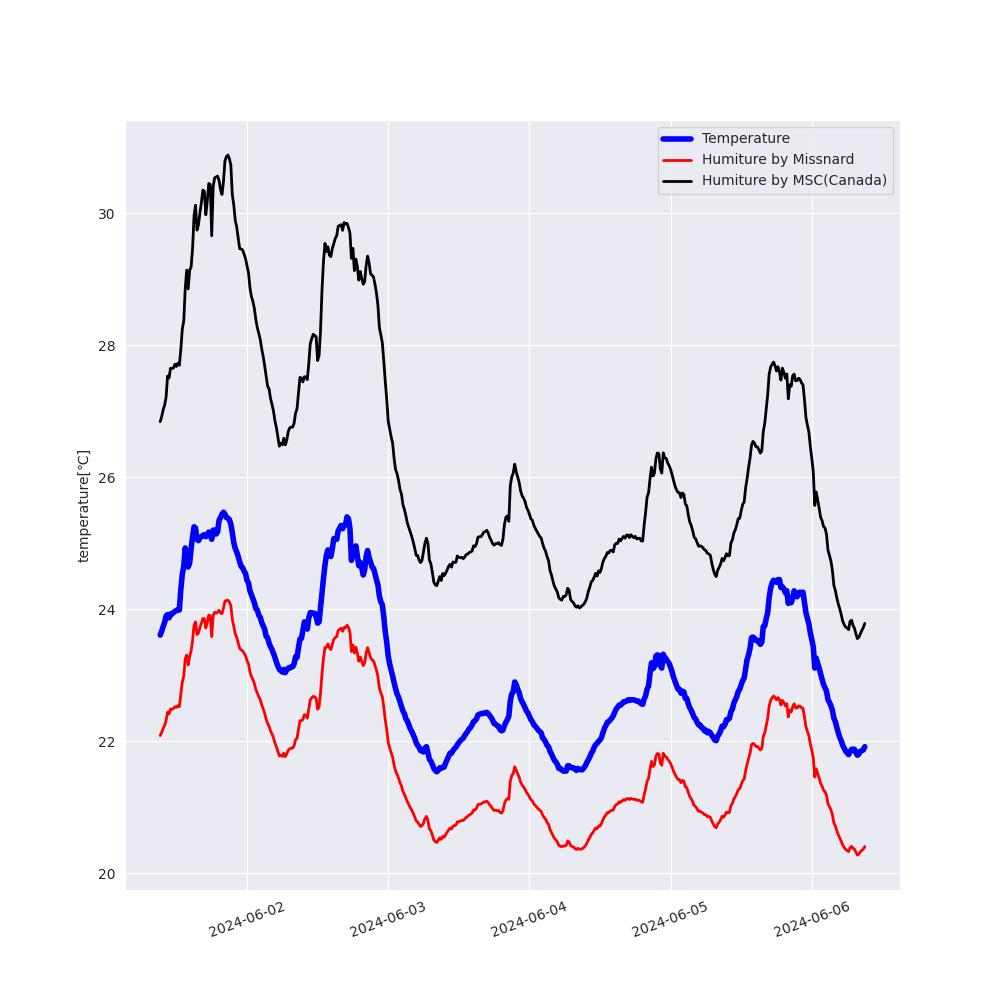 Temperature
Humiture by Missnard
Humiture by MSC(Canada)
30
28
26
24
22
20
temperature[℃]
2024-06-02
2024-06-03
2024-06-04
2024-06-05
2024-06-06